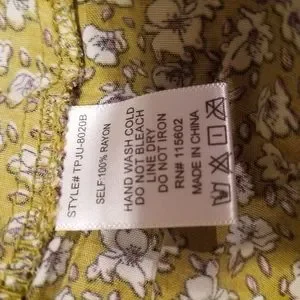 STYLE# TPJU-8020B
SELF:100% RAYON
HAND WASH COLD
DO NOT BLEACH
LINE DRY
DO NOT IRON
RN# 115602
MADE IN CHINA